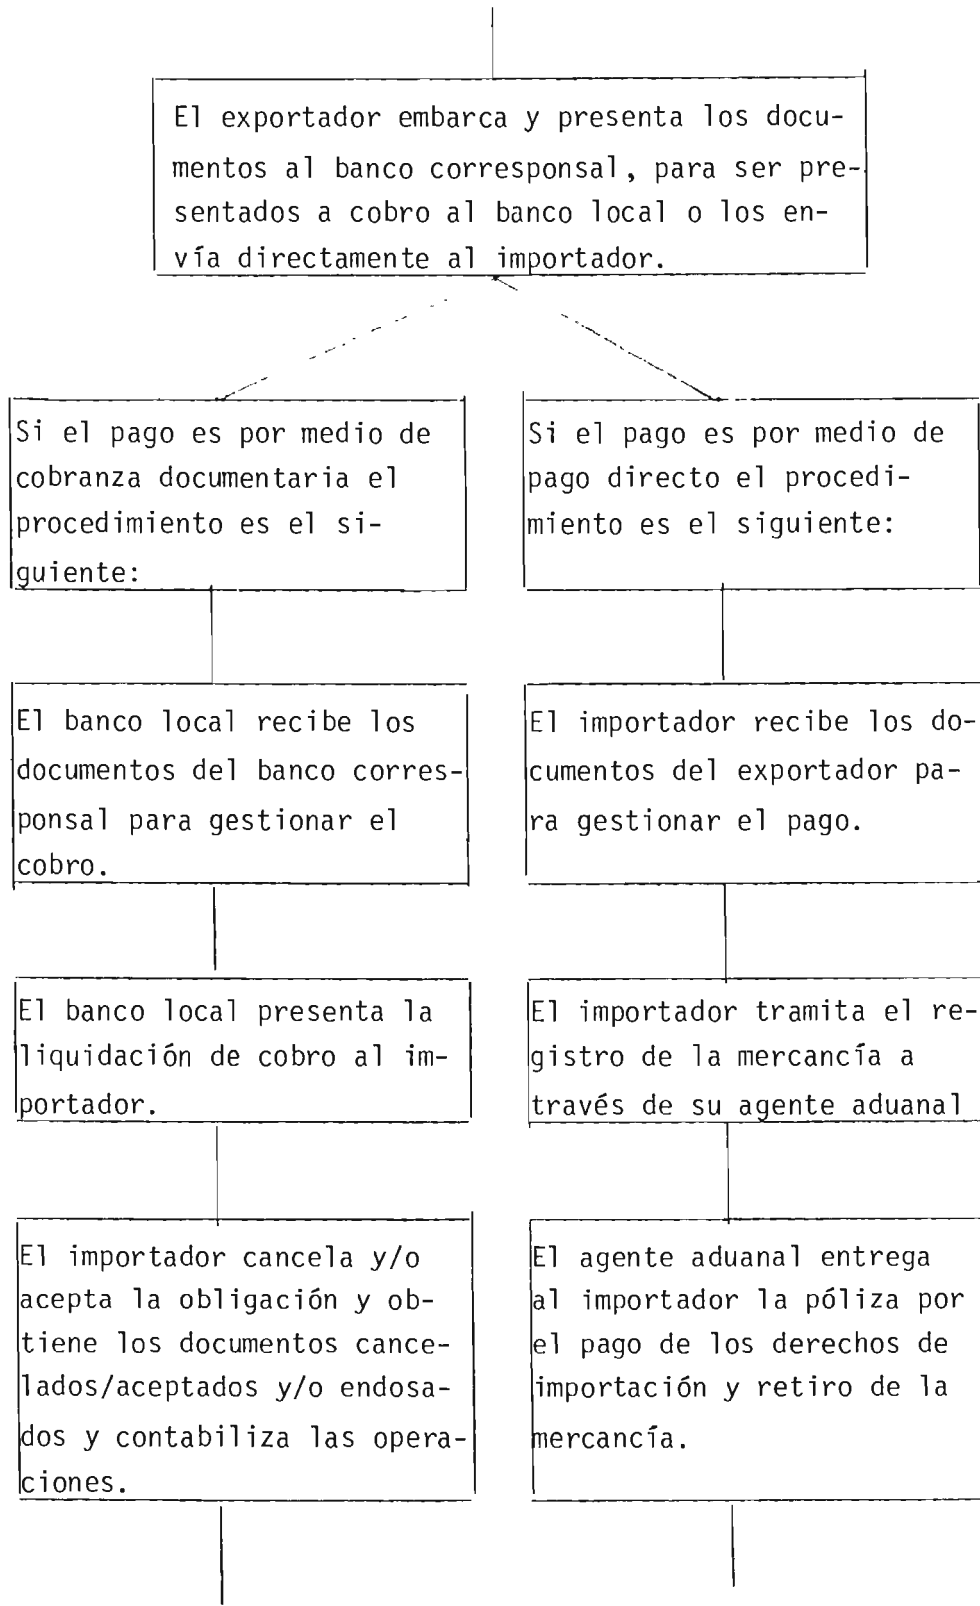 El exportador embarca y presenta los docu-
mentos al banco corresponsal, para ser pre-
sentados a cobro al banco local o los en-
vía directamente al importador.
Si el pago es por medio de
cobranza documentaria el
procedimiento es el si-
guiente:
El banco local recibe los
documentos del banco corres-
ponsal para gestionar el
cobro.
El banco local presenta la
liquidación de cobro al im-
portador.
El importador cancela y/o
acepta la obligación y ob-
tiene los documentos cance-
lados/aceptados y/o endosa-
dos y contabiliza las opera-
ciones.
Si el pago es por medio de
pago directo el procedi-
miento es el siguiente:
El importador recibe los do-
cumentos del exportador pa-
ra gestionar el pago.
El importador tramita el re-
gistro de la mercancía a
través de su agente aduanal
El agente aduanal entrega
al importador la póliza por
el pago de los derechos de
importación y retiro de la
mercancía.